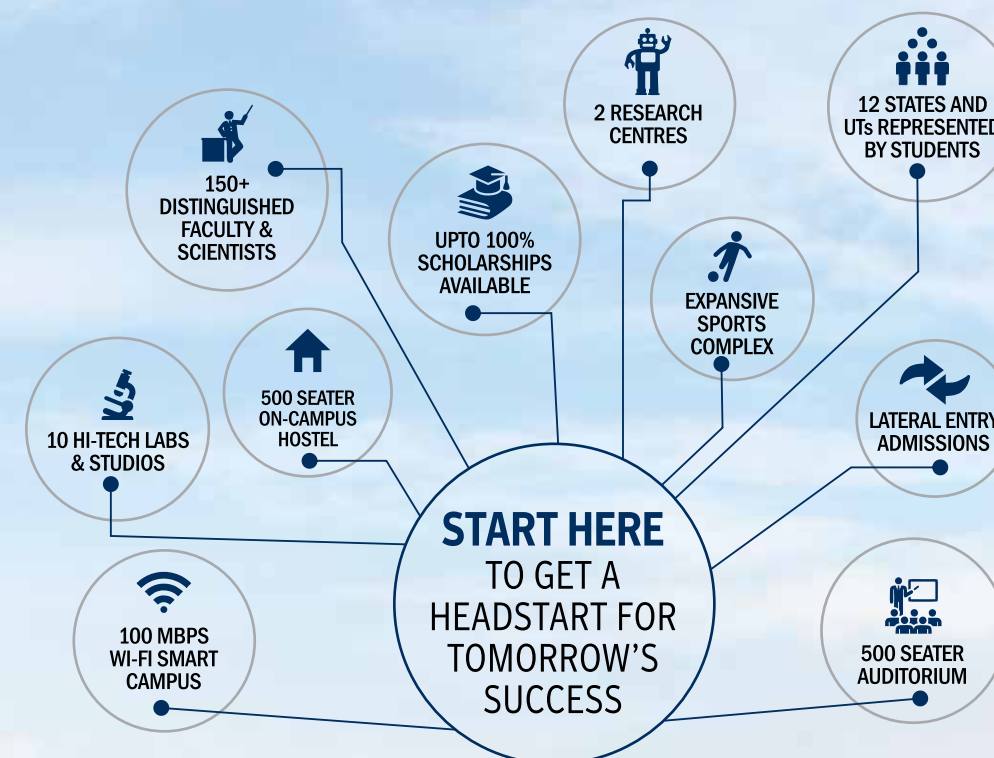 2 RESEARCH
CENTRES
12 STATES AND
UTs REPRESENTED
BY STUDENTS
150+
DISTINGUISHED
FACULTY &
SCIENTISTS
UPTO 100%
SCHOLARSHIPS
AVAILABLE
EXPANSIVE
SPORTS
COMPLEX
500 SEATER
ON-CAMPUS
HOSTEL
10 HI-TECH LABS
& STUDIOS
LATERAL ENTRY
ADMISSIONS
START HERE
TO GET A
HEADSTART FOR
TOMORROW'S
SUCCESS
100 MBPS
WI-FI SMART
CAMPUS
500 SEATER
AUDITORIUM